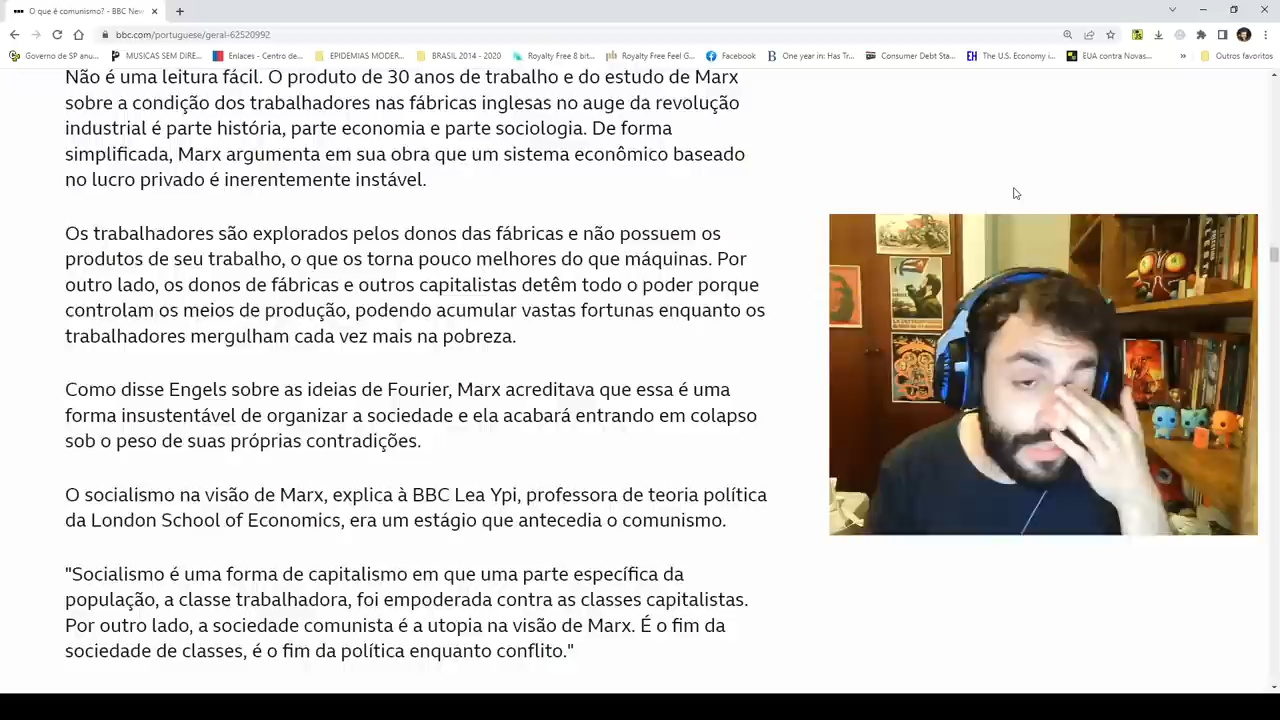 O que é comunismo? - BBC New
bbc.com/portuguese/geral-62520992
Governo de SP anu...
MUSICAS SEM DIRE...
Enlaces - Centro de...
EPIDEMIAS MODER...
BRASIL 2014 - 2020
Royalty Free 8 bit...
Royalty Free Feel G...
Facebook
One year in: Has Tr...
Consumer Debt Sta...
The U.S. Economy i...
EUA contra Novas...
»
Outros favoritos
Não é uma leitura fácil. O produto de 30 anos de trabalho e do estudo de Marx
sobre a condição dos trabalhadores nas fábricas inglesas no auge da revolução
industrial é parte história, parte economia e parte sociologia. De forma
simplificada, Marx argumenta em sua obra que um sistema econômico baseado
no lucro privado é inerentemente instável.
Os trabalhadores são explorados pelos donos das fábricas e não possuem os
produtos de seu trabalho, o que os torna pouco melhores do que máquinas. Por
outro lado, os donos de fábricas e outros capitalistas detêm todo o poder porque
controlam os meios de produção, podendo acumular vastas fortunas enquanto os
trabalhadores mergulham cada vez mais na pobreza.
Como disse Engels sobre as ideias de Fourier, Marx acreditava que essa é uma
forma insustentável de organizar a sociedade e ela acabará entrando em colapso
sob o peso de suas próprias contradições.
O socialismo na visão de Marx, explica à BBC Lea Ypi, professora de teoria política
da London School of Economics, era um estágio que antecedia o comunismo.
"Socialismo é uma forma de capitalismo em que uma parte específica da
população, a classe trabalhadora, foi empoderada contra as classes capitalistas.
Por outro lado, a sociedade comunista é a utopia na visão de Marx. É o fim da
sociedade de classes, é o fim da política enquanto conflito."